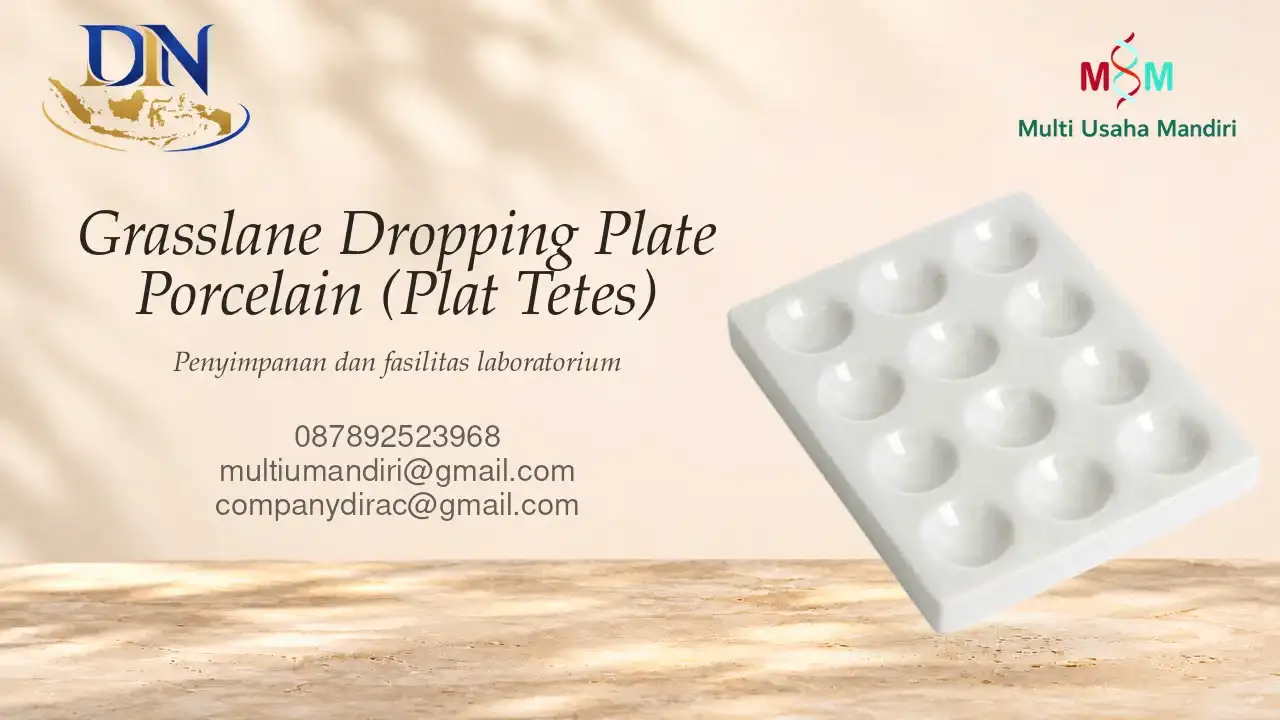 DIN
MSM
Multi Usaha Mandiri
Grasslane Dropping Plate
Porcelain (Plat Tetes)
Penyimpanan dan fasilitas laboratorium
087892523968
multiumandiri@gmail.com
companydirac@gmail.com